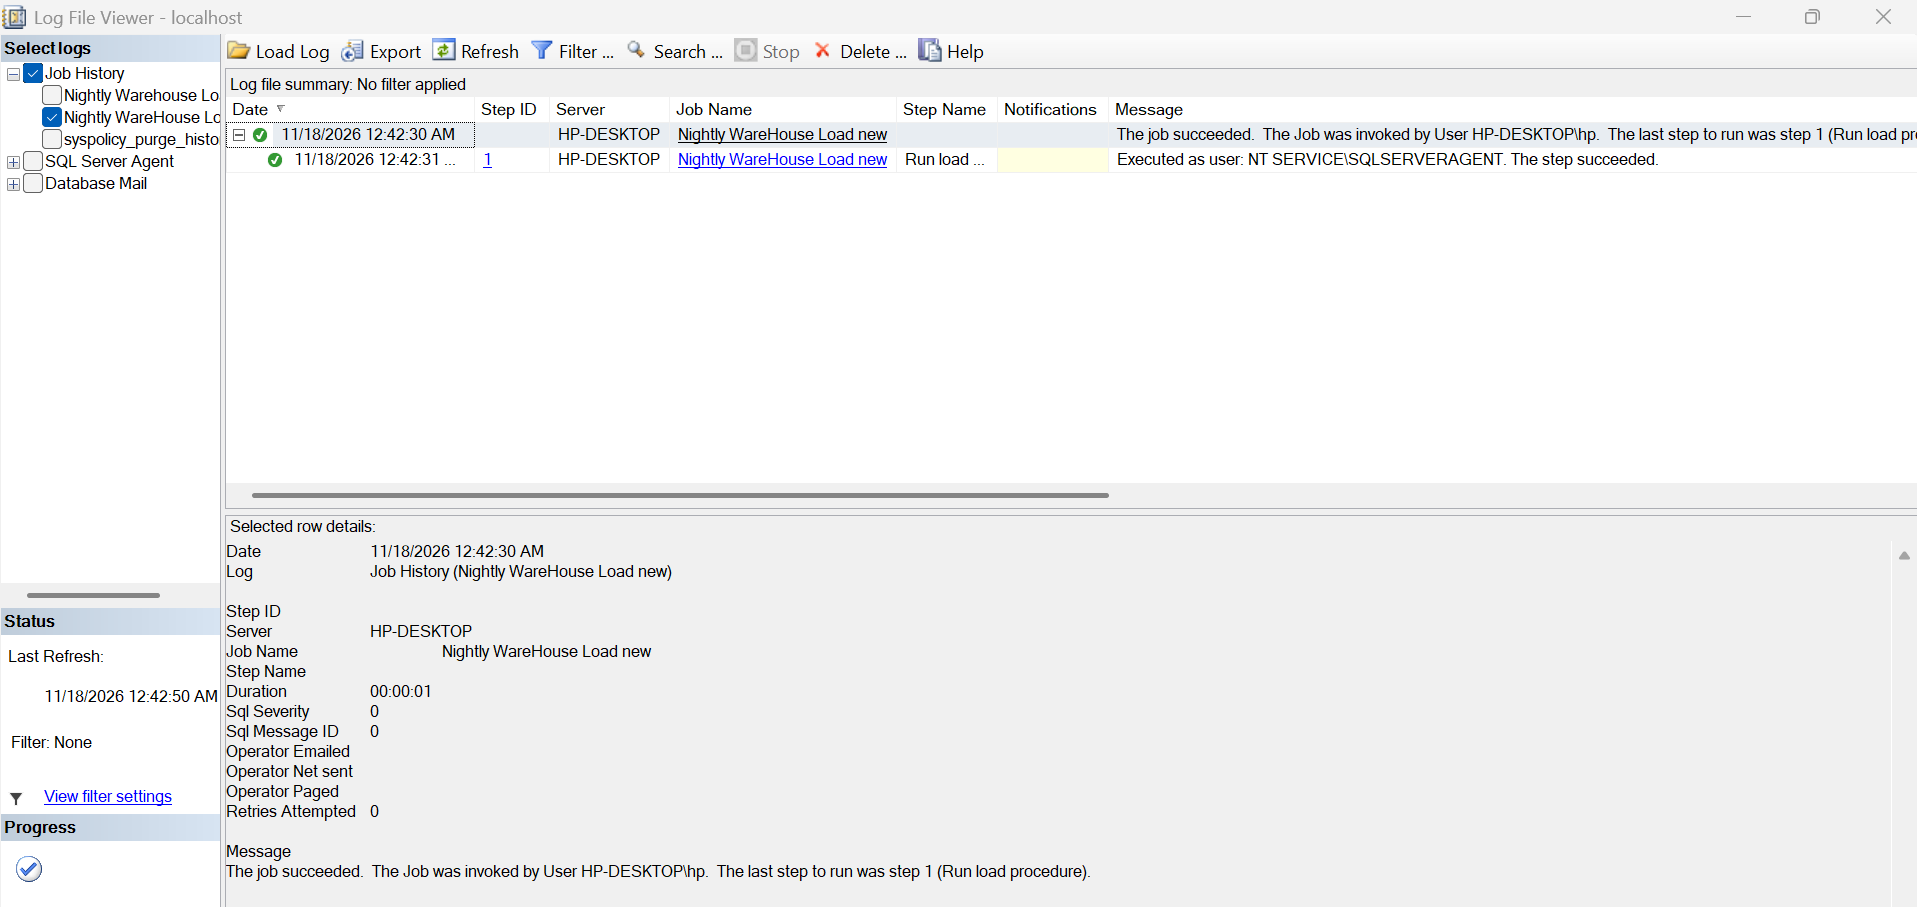 Log File Viewer - localhost
Select logs
Job History
Nightly Warehouse Lo
Nightly WareHouse Lo
syspolicy_purge_histo
SQL Server Agent
Database Mail
Load Log Export Refresh Filter ... Search ... Stop Delete ... Help
Log file summary: No filter applied
Date Step ID Server Job Name Step Name Notifications Message
11/18/2026 12:42:30 AM HP-DESKTOP Nightly WareHouse Load new The job succeeded. The Job was invoked by User HP-DESKTOP\hp. The last step to run was step 1 (Run load pr
11/18/2026 12:42:31 ... 1 HP-DESKTOP Nightly WareHouse Load new Run load ... Executed as user: NT SERVICE\SQLSERVERAGENT. The step succeeded.
Status
Last Refresh:
11/18/2026 12:42:50 AM
Filter: None
View filter settings
Progress
Selected row details:
Date 11/18/2026 12:42:30 AM
Log Job History (Nightly WareHouse Load new)
Step ID
Server HP-DESKTOP
Job Name Nightly WareHouse Load new
Step Name
Duration 00:00:01
Sql Severity 0
Sql Message ID 0
Operator Emailed
Operator Net sent
Operator Paged
Retries Attempted 0
Message
The job succeeded. The Job was invoked by User HP-DESKTOP\hp. The last step to run was step 1 (Run load procedure).